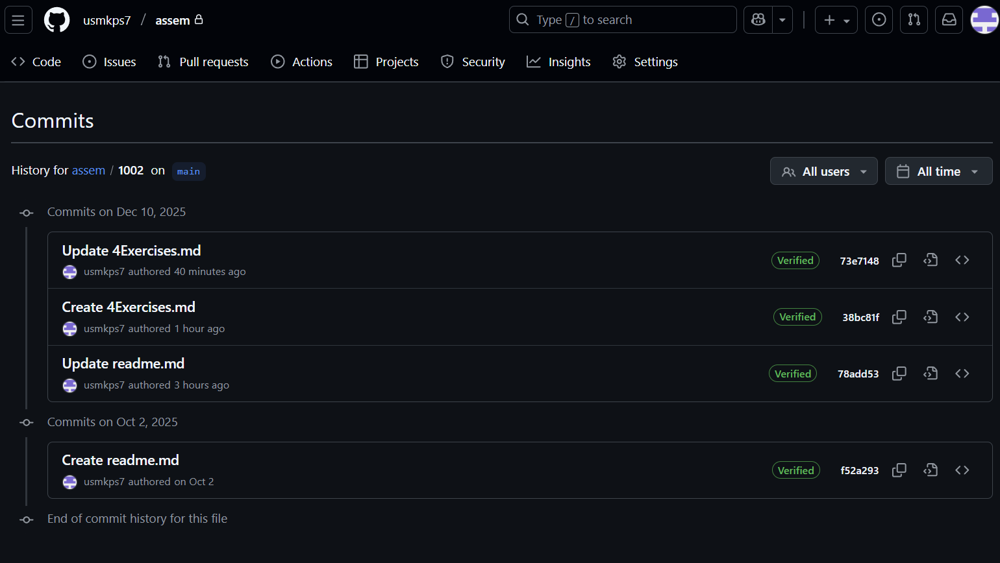 usmkps7 / assem
Type / to search
Code Issues Pull requests Actions Projects Security Insights Settings
Commits
History for assem / 1002 on main
All users All time
Commits on Dec 10, 2025
Update 4Exercises.md
usmkps7 authored 40 minutes ago
Verified 73e7148
Create 4Exercises.md
usmkps7 authored 1 hour ago
Verified 38bc81f
Update readme.md
usmkps7 authored 3 hours ago
Verified 78add53
Commits on Oct 2, 2025
Create readme.md
usmkps7 authored on Oct 2
Verified f52a293
End of commit history for this file